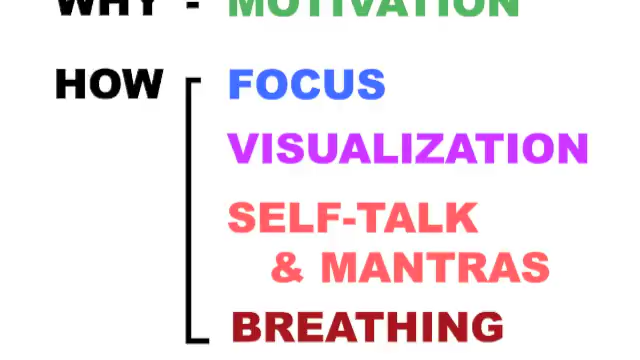 WHY - MOTIVATION
HOW FOCUS
VISUALIZATION
SELF-TALK
& MANTRAS
BREATHING